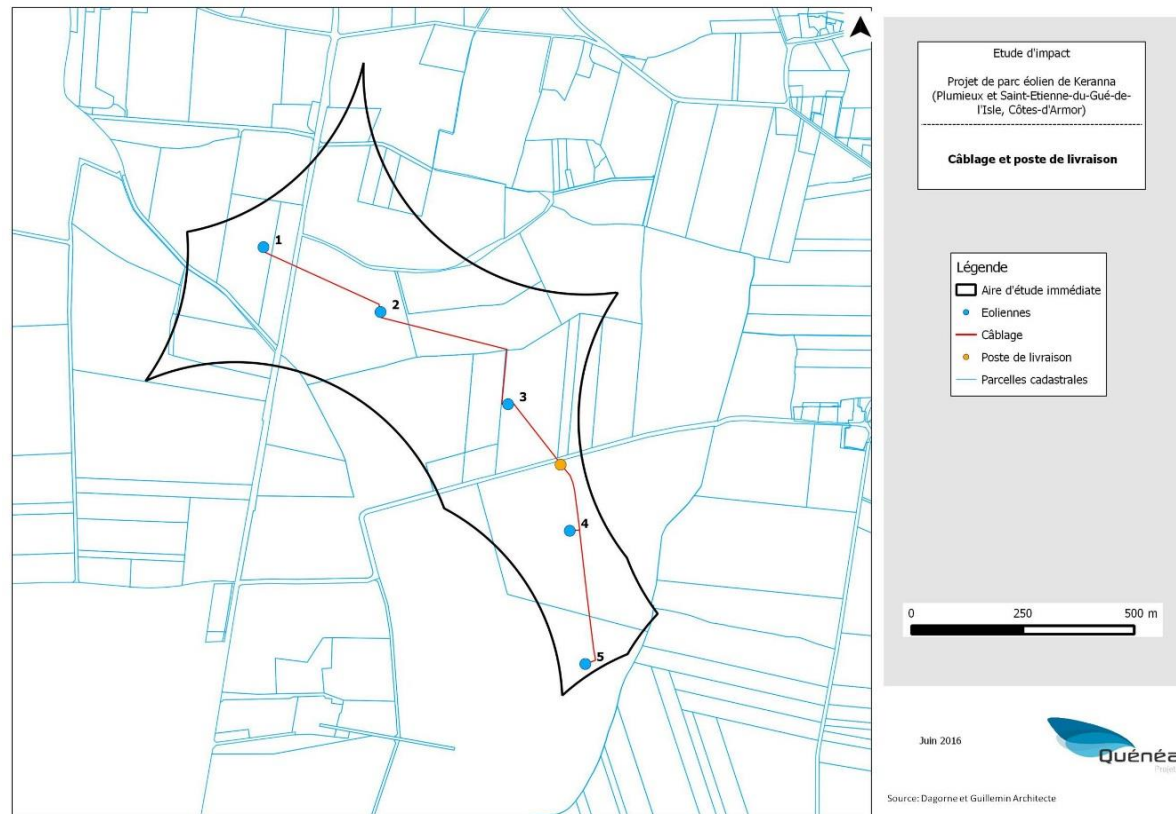 Etude d'impact
Projet de parc éolien de Keranna
(Plumieux et Saint-Etienne-du-Gué-de-
l'Isle, Côtes-d'Armor)
Câblage et poste de livraison
1
2
3
4
5
Légende
Aire d'étude immédiate
Eoliennes
Câblage
Poste de livraison
Parcelles cadastrales
0 250 500 m
Juin 2016
Quénéa
Projet
Source: Dagorne et Guillemin Architecte